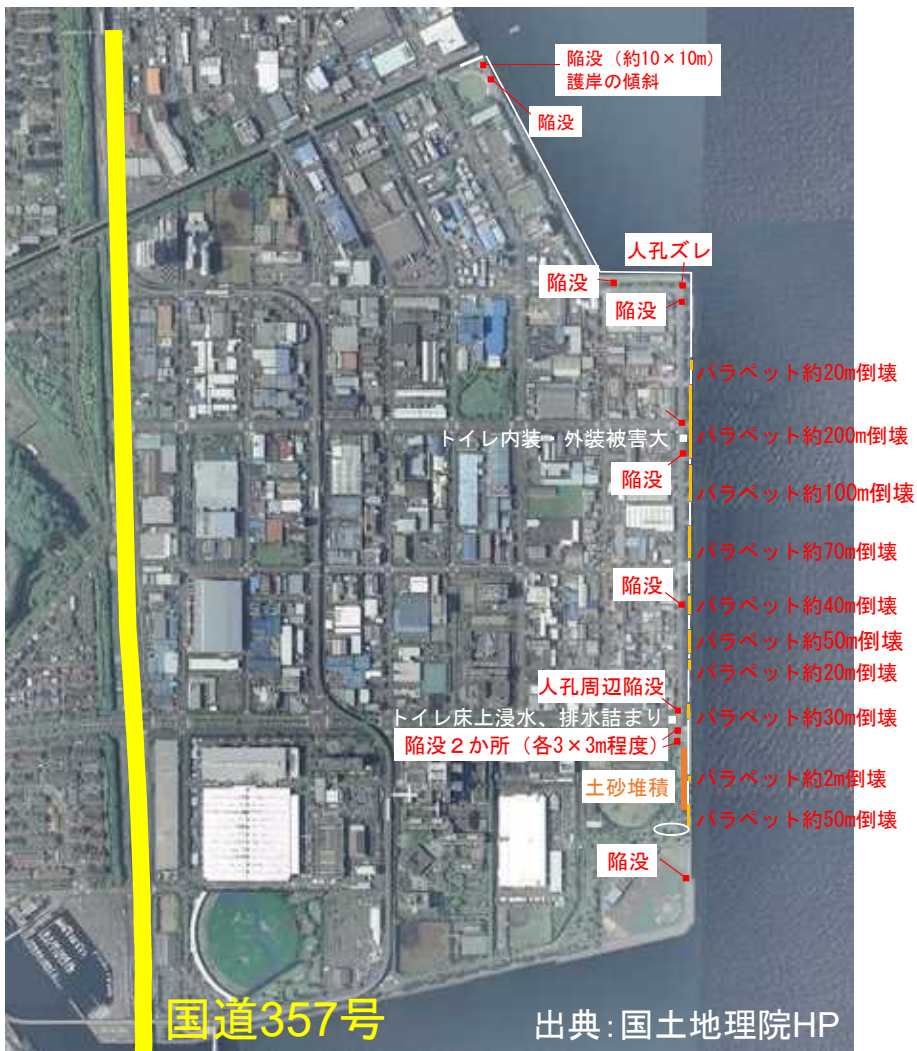 陥没（約10×10m）
護岸の傾斜
陥没
人孔ズレ
陥没
陥没
パラペット約20m倒壊
トイレ内装・外装被害大
パラペット約200m倒壊
陥没
パラペット約100m倒壊
パラペット約70m倒壊
陥没
パラペット約40m倒壊
パラペット約50m倒壊
パラペット約20m倒壊
人孔周辺陥没
トイレ床上浸水、排水詰まり
パラペット約30m倒壊
陥没２か所（各3×3m程度）
土砂堆積
パラペット約2m倒壊
パラペット約50m倒壊
陥没
国道357号
出典：国土地理院HP